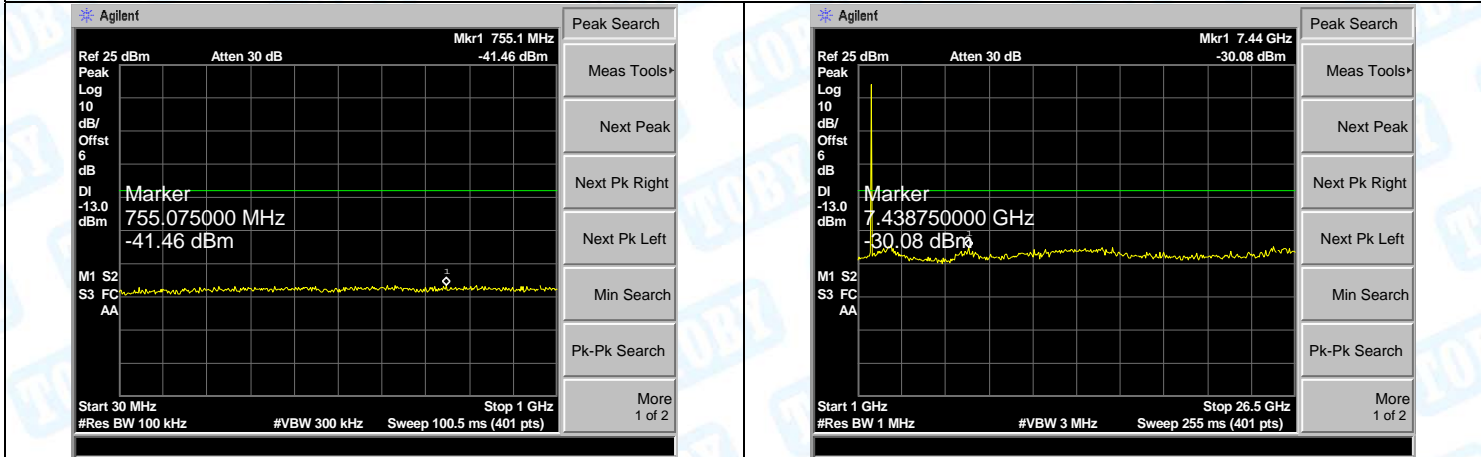 Agilent
Peak Search
Mkr1 755.1 MHz
Ref 25 dBm Atten 30 dB -41.46 dBm
Peak
Log
10
dB/
Offst
6
dB
DI
-13.0
dBm
Marker
755.075000 MHz
-41.46 dBm
1
M1 S2
S3 FC
AA
Start 30 MHz Stop 1 GHz
#Res BW 100 kHz #VBW 300 kHz Sweep 100.5 ms (401 pts)
Meas Tools
Next Peak
Next Pk Right
Next Pk Left
Min Search
Pk-Pk Search
More
1 of 2
Agilent
Peak Search
Mkr1 7.44 GHz
Ref 25 dBm Atten 30 dB -30.08 dBm
Peak
Log
10
dB/
Offst
6
dB
DI
-13.0
dBm
Marker
7.438750000 GHz
-30.08 dBm
1
M1 S2
S3 FC
AA
Start 1 GHz Stop 26.5 GHz
#Res BW 1 MHz #VBW 3 MHz Sweep 255 ms (401 pts)
Meas Tools
Next Peak
Next Pk Right
Next Pk Left
Min Search
Pk-Pk Search
More
1 of 2
TOBY
TOBY
TOBY